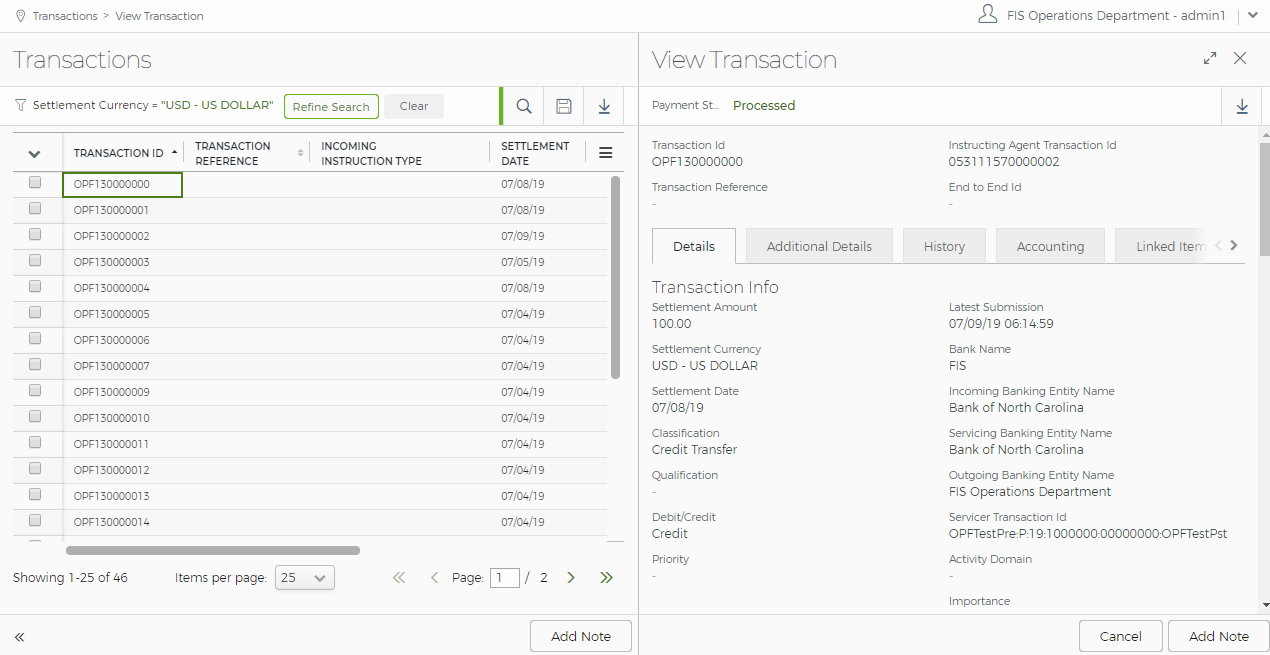 Transactions > View Transaction
FIS Operations Department - admin1
Transactions
Settlement Currency = "USD - US DOLLAR"
Refine Search
Clear
TRANSACTION ID
TRANSACTION REFERENCE
INCOMING INSTRUCTION TYPE
SETTLEMENT DATE
OPF130000000 07/08/19
OPF130000001 07/08/19
OPF130000002 07/09/19
OPF130000003 07/05/19
OPF130000004 07/08/19
OPF130000005 07/04/19
OPF130000006 07/04/19
OPF130000007 07/04/19
OPF130000009 07/04/19
OPF130000010 07/04/19
OPF130000011 07/04/19
OPF130000012 07/04/19
OPF130000013 07/04/19
OPF130000014 07/04/19
Showing 1-25 of 46
Items per page: 25
Page: 1 / 2
«
Add Note
View Transaction
Payment St... Processed
Transaction Id
OPF130000000
Instructing Agent Transaction Id
053111570000002
Transaction Reference
-
End to End Id
-
Details
Additional Details
History
Accounting
Linked Item
Transaction Info
Settlement Amount
100.00
Latest Submission
07/09/19 06:14:59
Settlement Currency
USD - US DOLLAR
Bank Name
FIS
Settlement Date
07/08/19
Incoming Banking Entity Name
Bank of North Carolina
Classification
Credit Transfer
Servicing Banking Entity Name
Bank of North Carolina
Qualification
-
Outgoing Banking Entity Name
FIS Operations Department
Debit/Credit
Credit
Servicer Transaction Id
OPFTestPre:P:19:1000000:00000000:OPFTestPst
Priority
-
Activity Domain
-
Importance
Cancel
Add Note